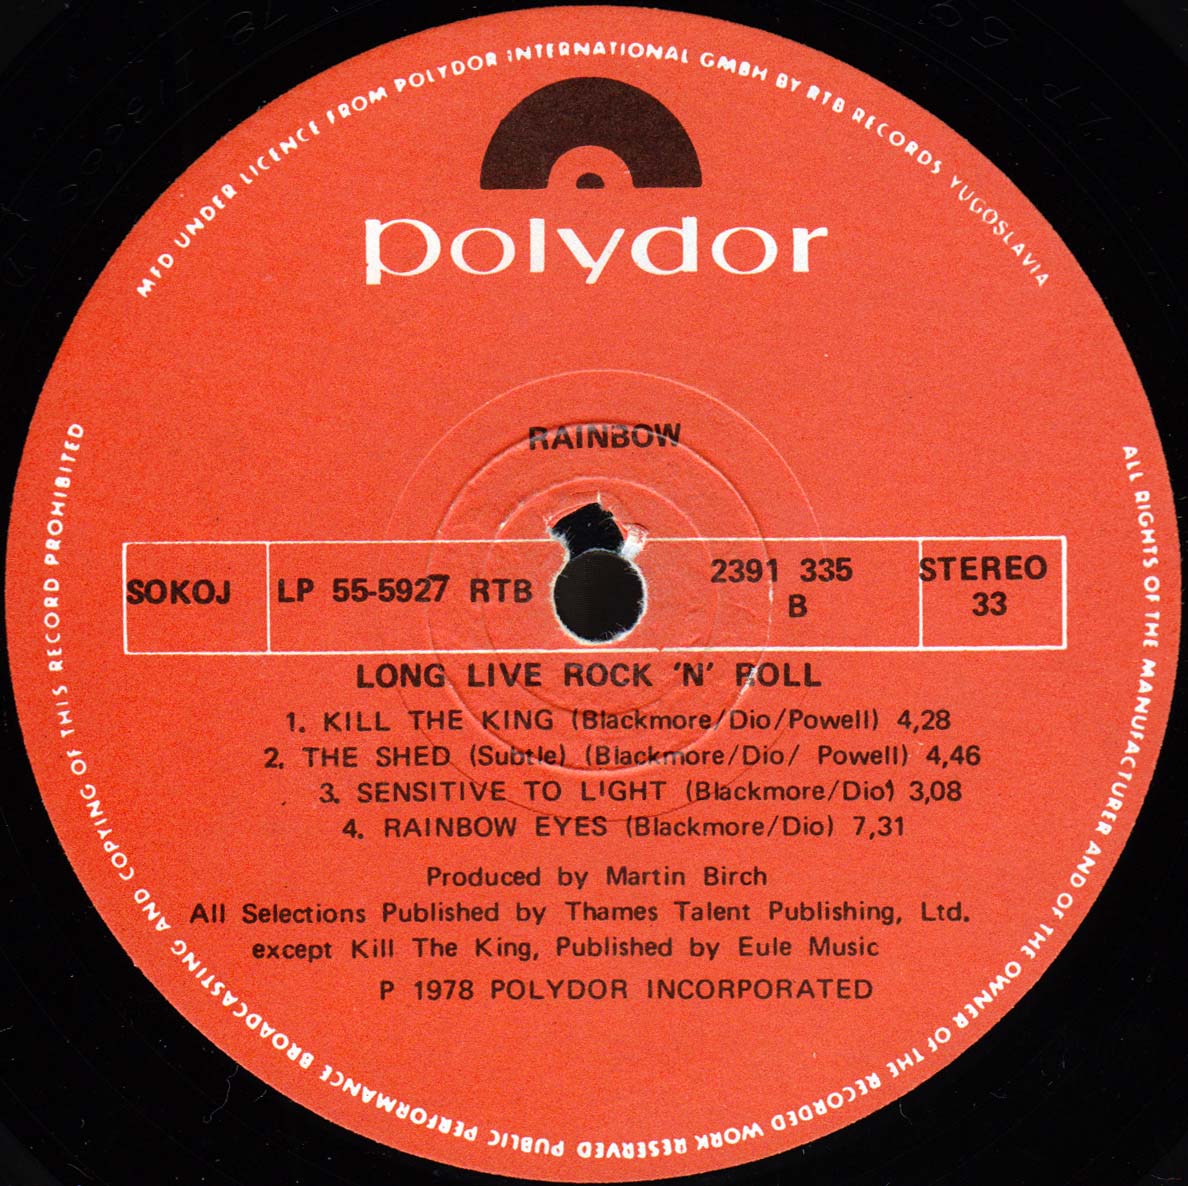 MFD UNDER LICENCE FROM POLYDOR INTERNATIONAL GMBH BY RTB RECORDS YUGOSLAVIA
polydor
RAINBOW
SOKOJ
LP 55-5927 RTB
2391 335
B
STEREO
33
LONG LIVE ROCK 'N' ROLL
1. KILL THE KING (Blackmore/Dio/Powell) 4,28
2. THE SHED (Subtle) (Blackmore/Dio/ Powell) 4,46
3. SENSITIVE TO LIGHT (Blackmore/Dio) 3,08
4. RAINBOW EYES (Blackmore/Dio) 7,31
Produced by Martin Birch
All Selections Published by Thames Talent Publishing, Ltd.
except Kill The King, Published by Eule Music
P 1978 POLYDOR INCORPORATED
ALL RIGHTS OF THE MANUSFACTURER AND OF THE OWNER OF THE RECORDED WORK RESERVED PUBLIC PERFORMANCE BROADCASTING AND COPYING OF THIS RECORD PROHIBITED